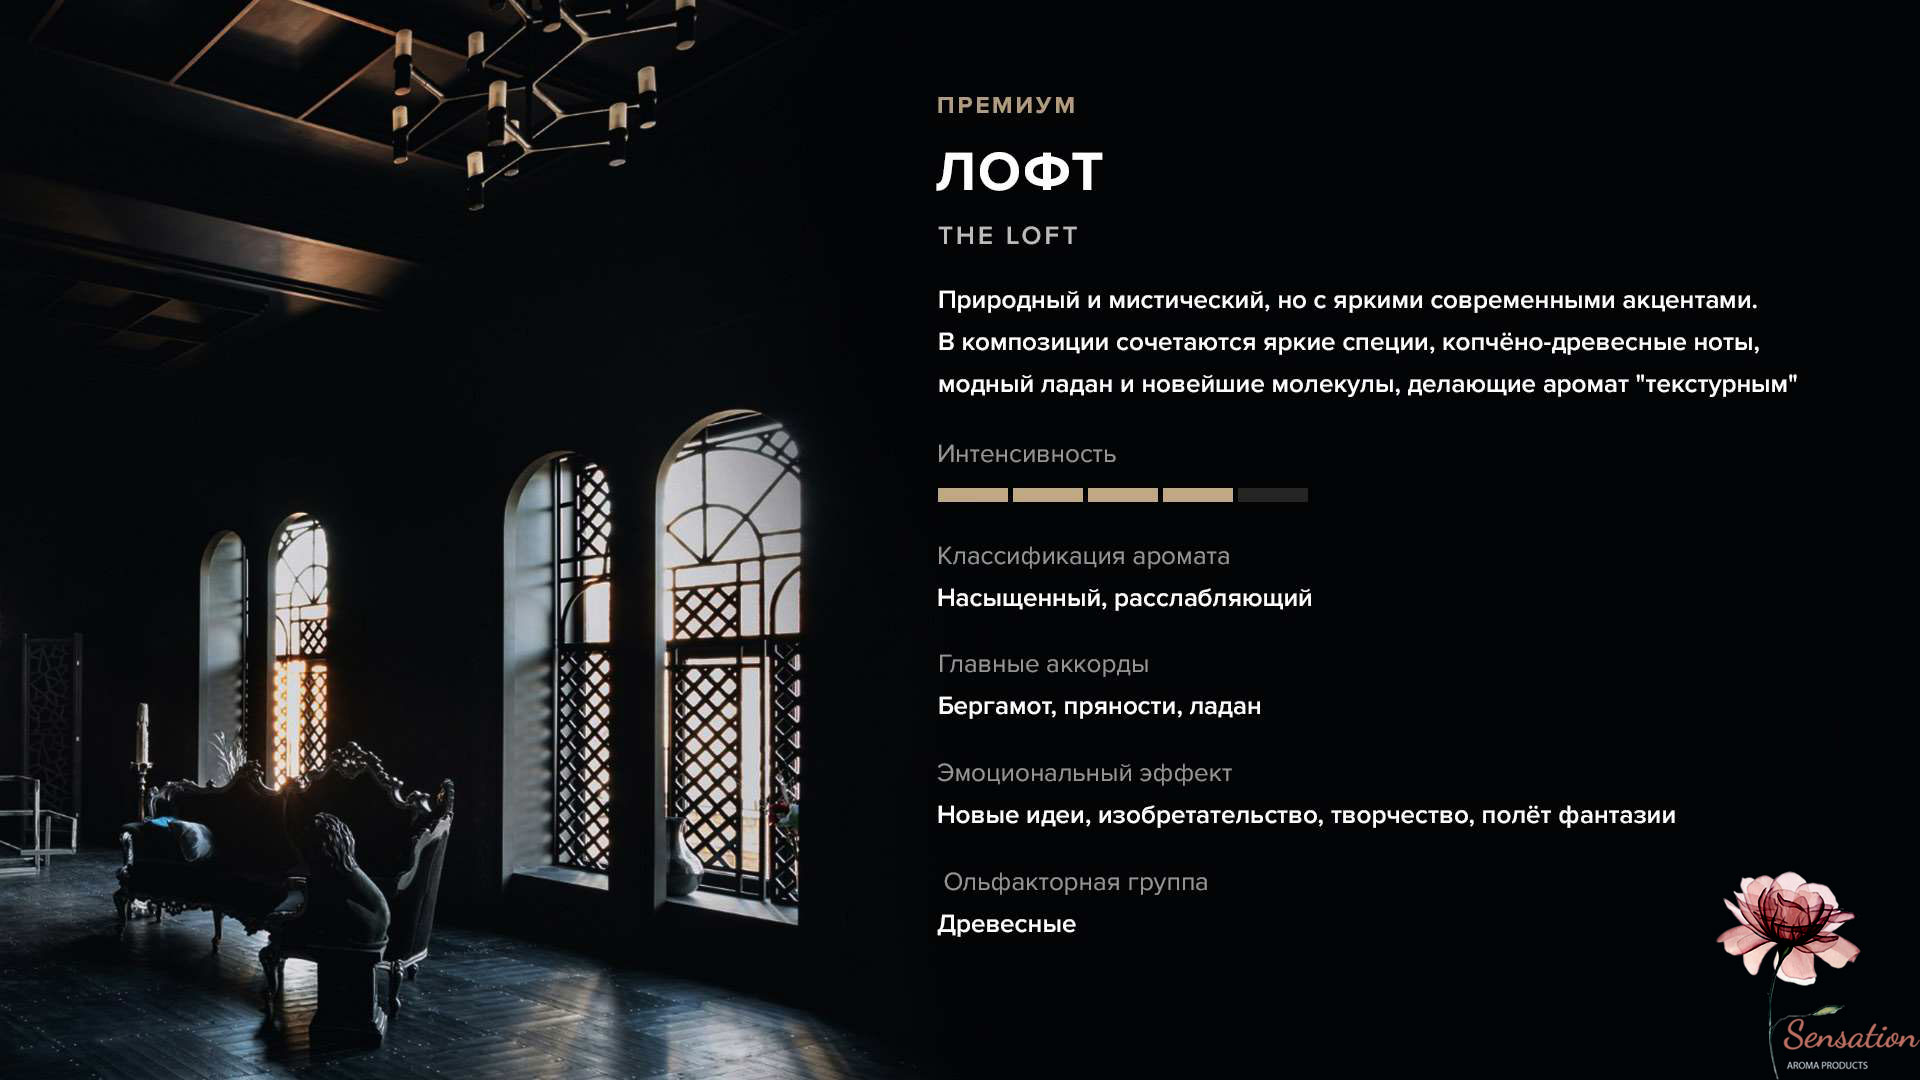 ПРЕМИУМ
ЛОФТ
THE LOFT
Природный и мистический, но с яркими современными акцентами.
В композиции сочетаются яркие специи, копчёно-древесные ноты,
модный ладан и новейшие молекулы, делающие аромат "текстурным"
Интенсивность
Классификация аромата
Насыщенный, расслабляющий
Главные аккорды
Бергамот, пряности, ладан
Эмоциональный эффект
Новые идеи, изобретательство, творчество, полёт фантазии
Ольфакторная группа
Древесные
Sensation
AROMA PRODUCTS